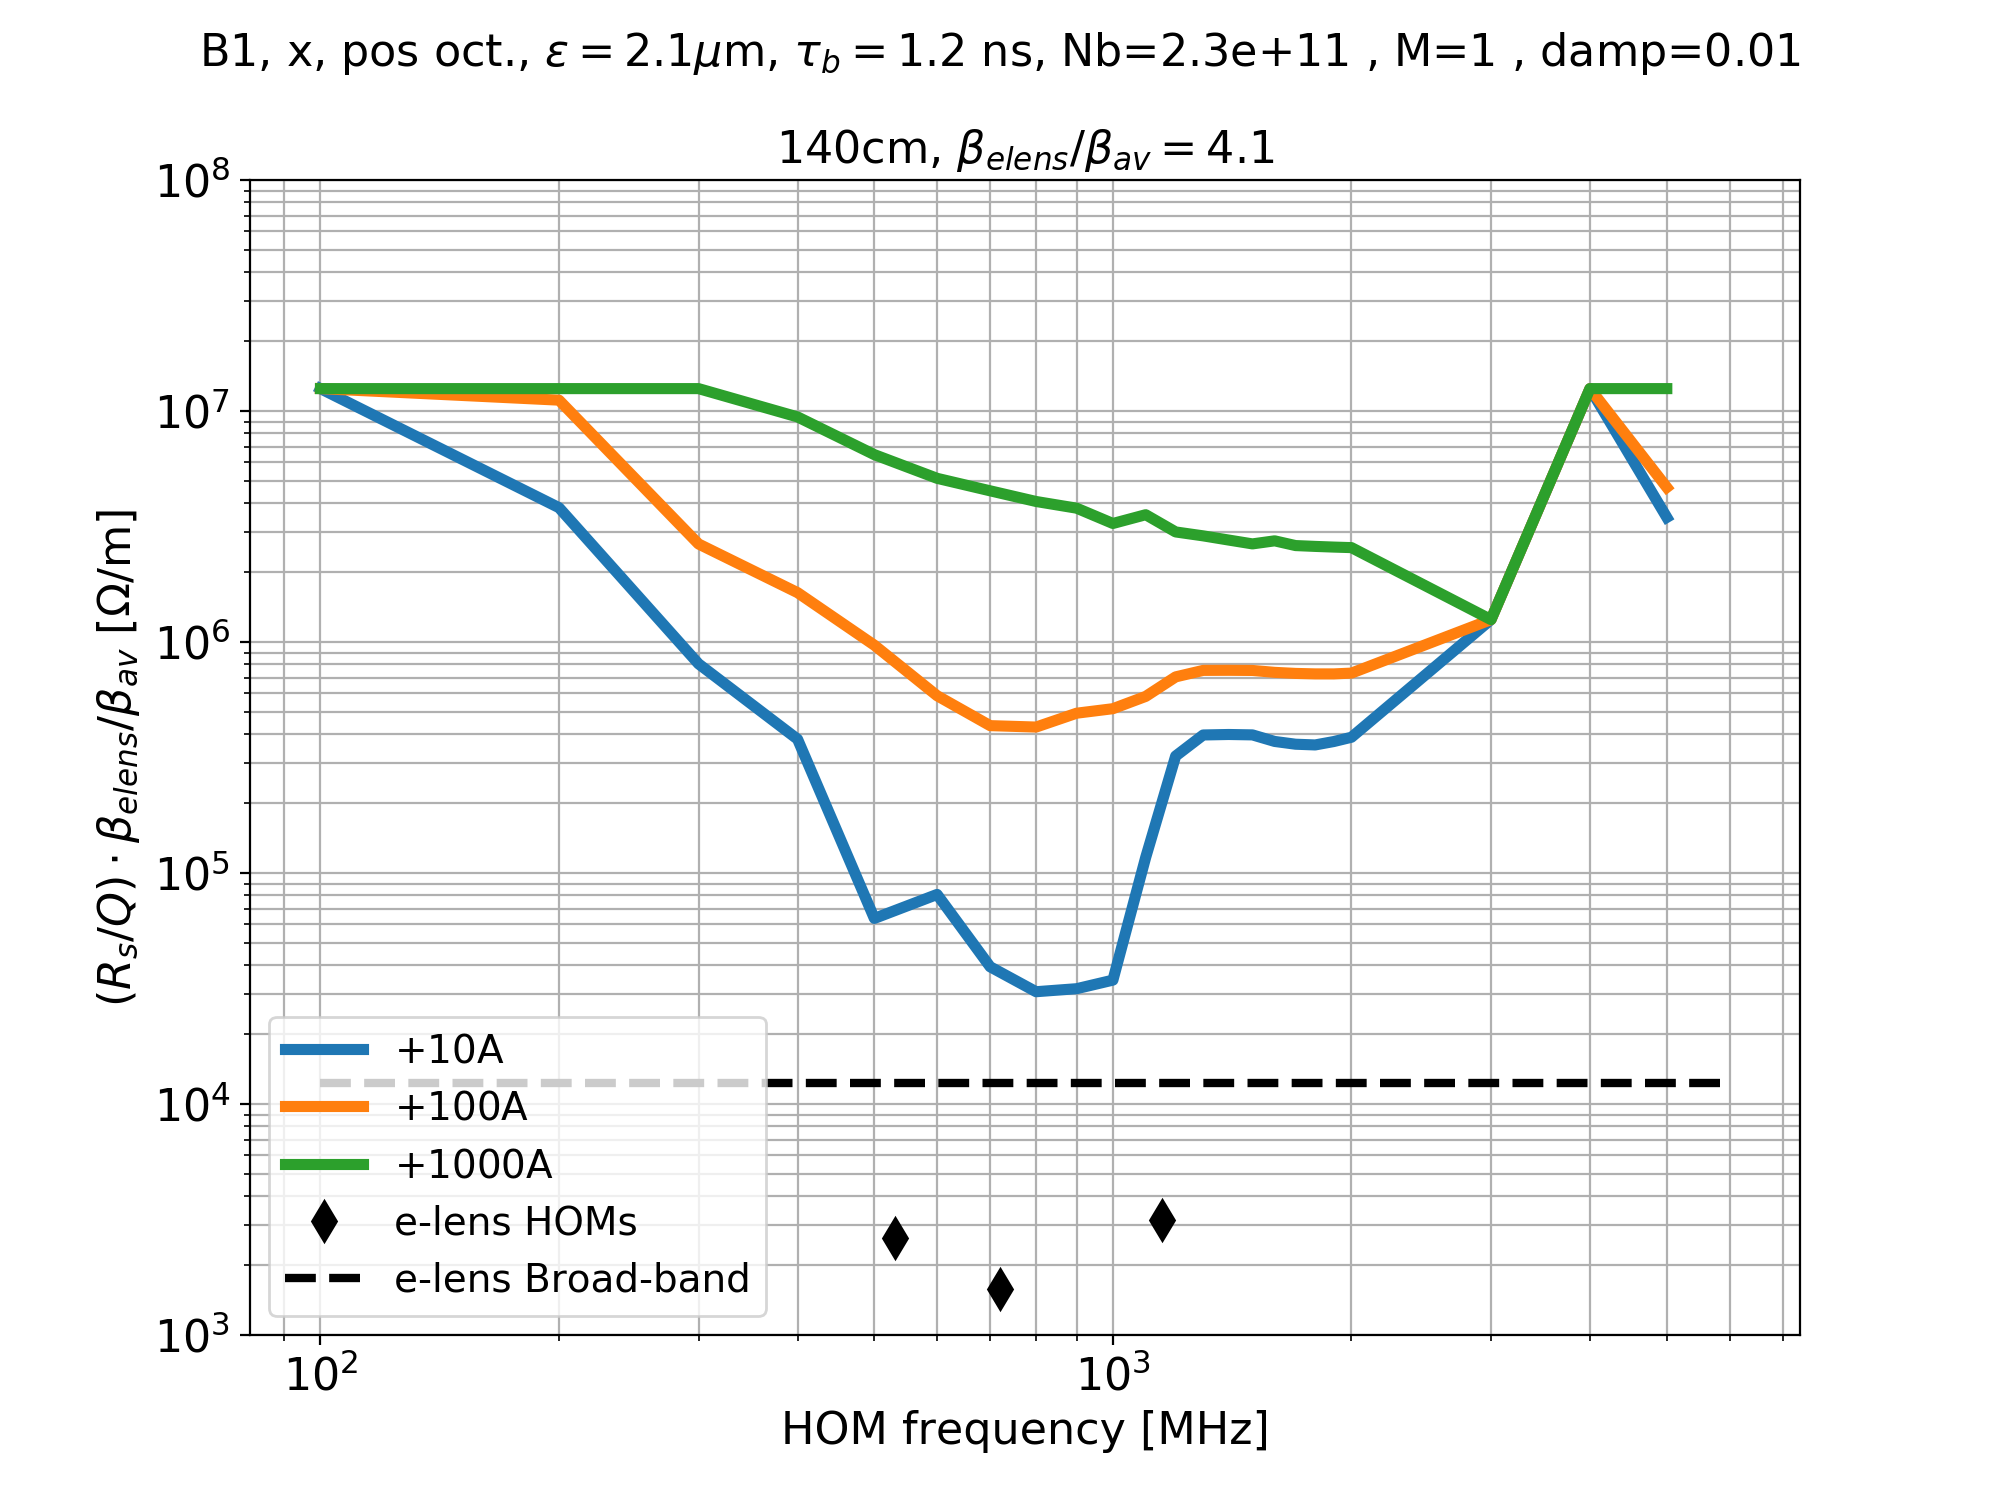 B1, x, pos oct., ε = 2.1μm, τ_b = 1.2 ns, Nb=2.3e+11 , M=1 , damp=0.01
140cm, β_elens/β_av = 4.1
10^8
10^7
10^6
10^5
10^4
10^3
(R_s/Q) · β_elens/β_av [Ω/m]
+10A
+100A
+1000A
e-lens HOMs
e-lens Broad-band
10^2
10^3
HOM frequency [MHz]